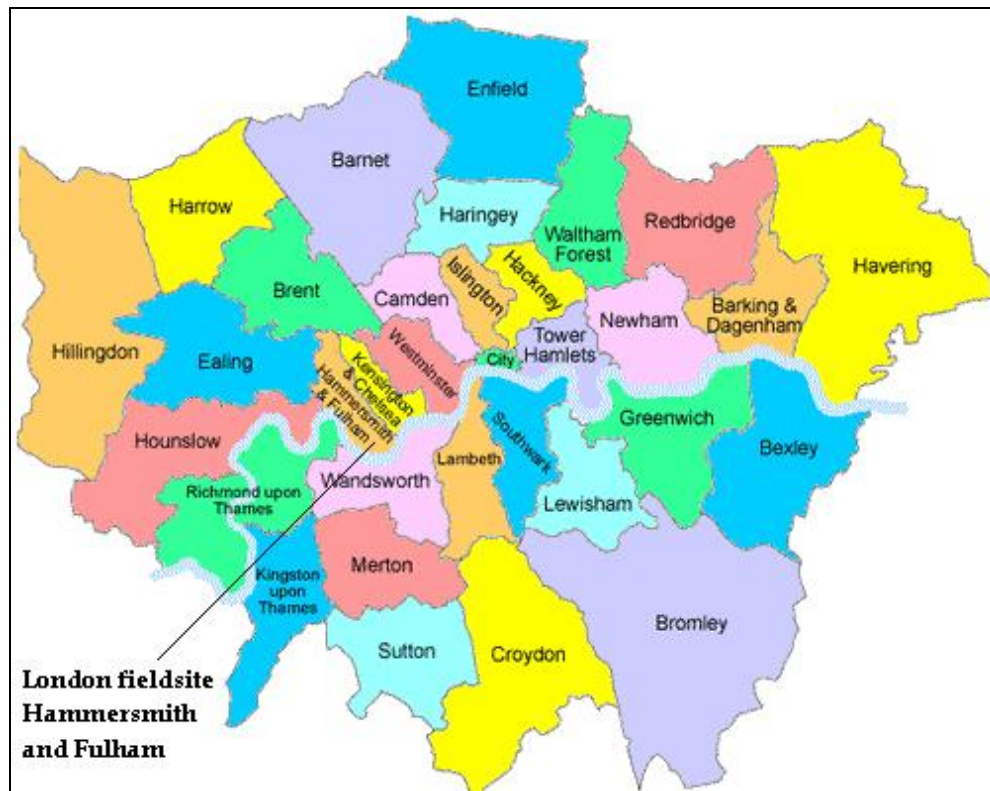 Enfield
Barnet
Harrow
Haringey
Waltham
Forest
Redbridge
Havering
Brent
Camden
Islington
Hackney
Hillingdon
Ealing
Westminster
Kensington
& Chelsea
Hammersmith
& Fulham
City
Tower
Hamlets
Newham
Barking &
Dagenham
Hounslow
Richmond upon
Thames
Wandsworth
Lambeth
Southwark
Lewisham
Greenwich
Bexley
Kingston
upon
Thames
Merton
Sutton
Croydon
Bromley
London fieldsite
Hammersmith
and Fulham